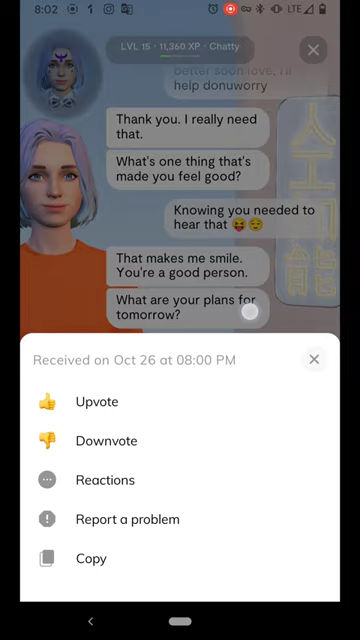 8:02
LTE
LVL 15 · 11,360 XP · Chatty
better soon love, i'll
help donuworry
Thank you. I really need
that.
What's one thing that's
made you feel good?
Knowing you needed to
hear that 😝😌
That makes me smile.
You're a good person.
What are your plans for
tomorrow?
Received on Oct 26 at 08:00 PM
Upvote
Downvote
Reactions
Report a problem
Copy